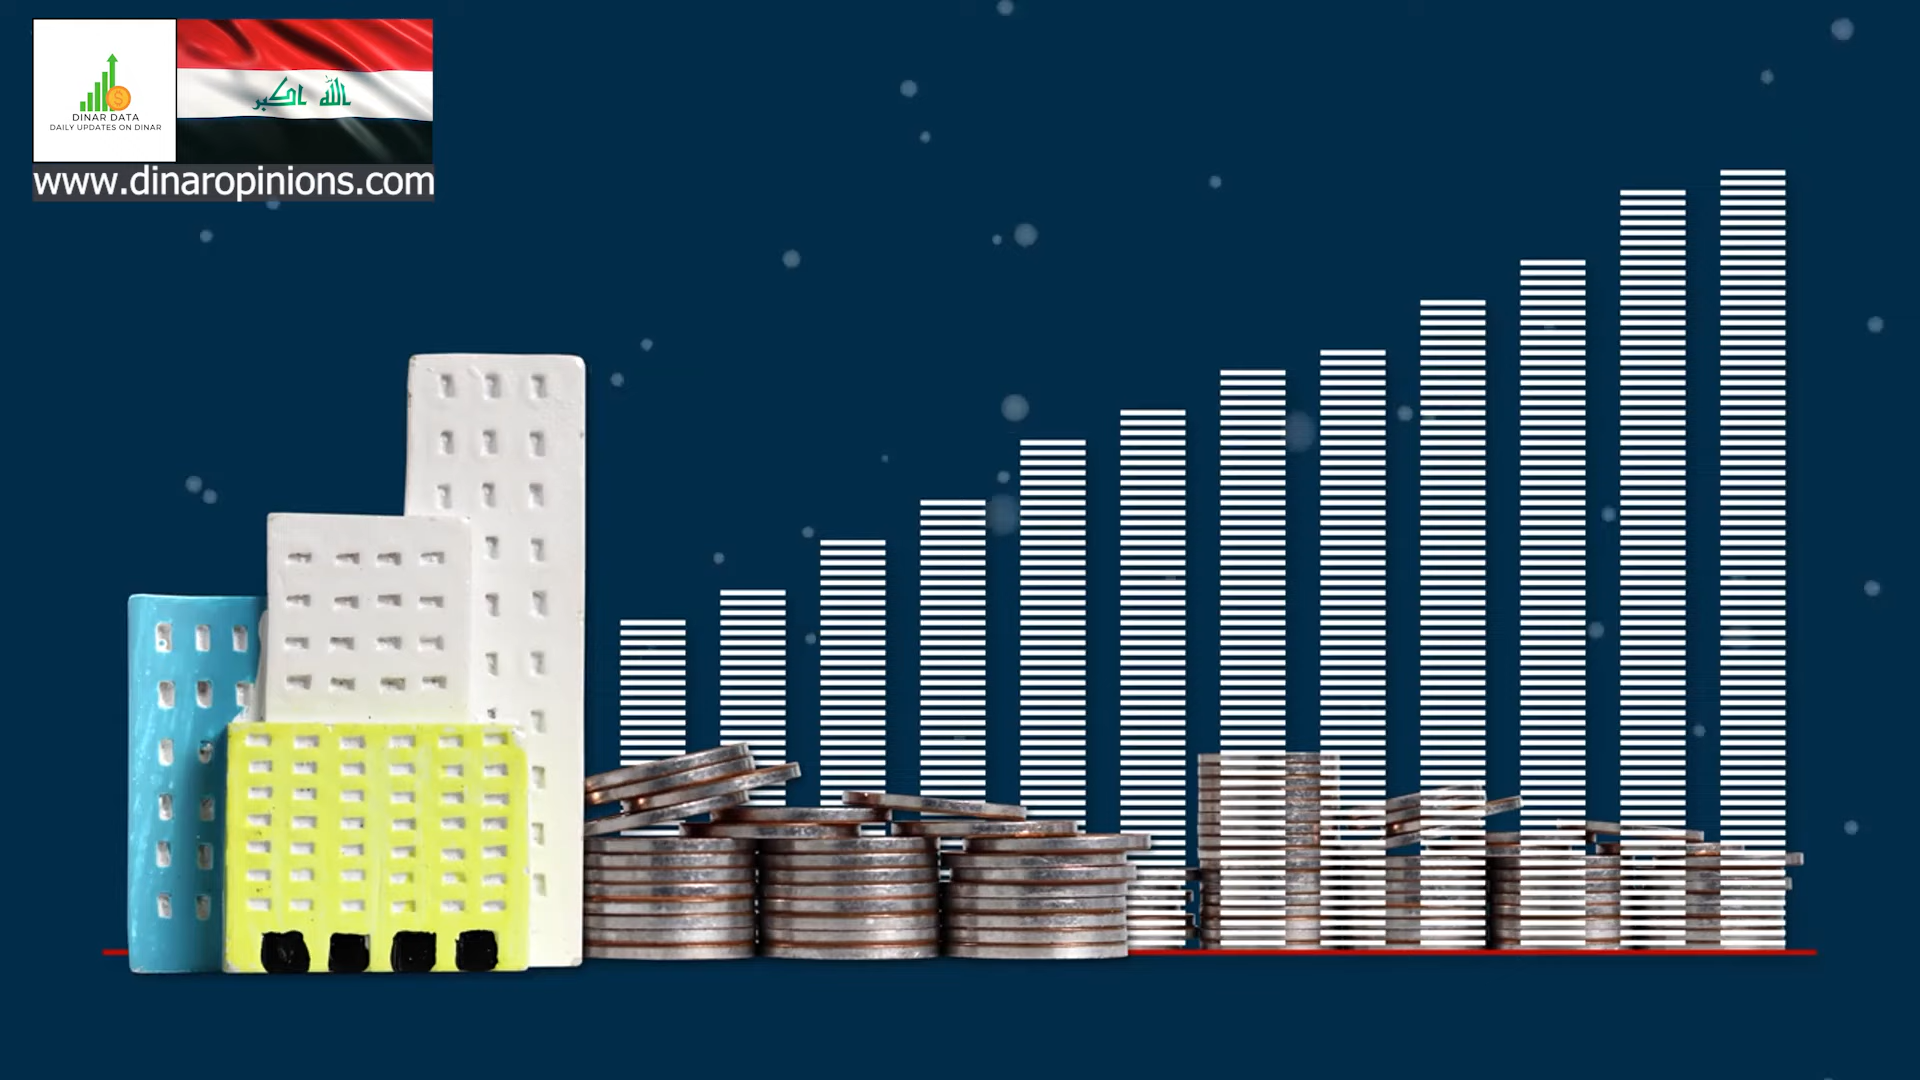 DINAR DATA
DAILY UPDATES ON DINAR
الله اكبر
www.dinaropinions.com